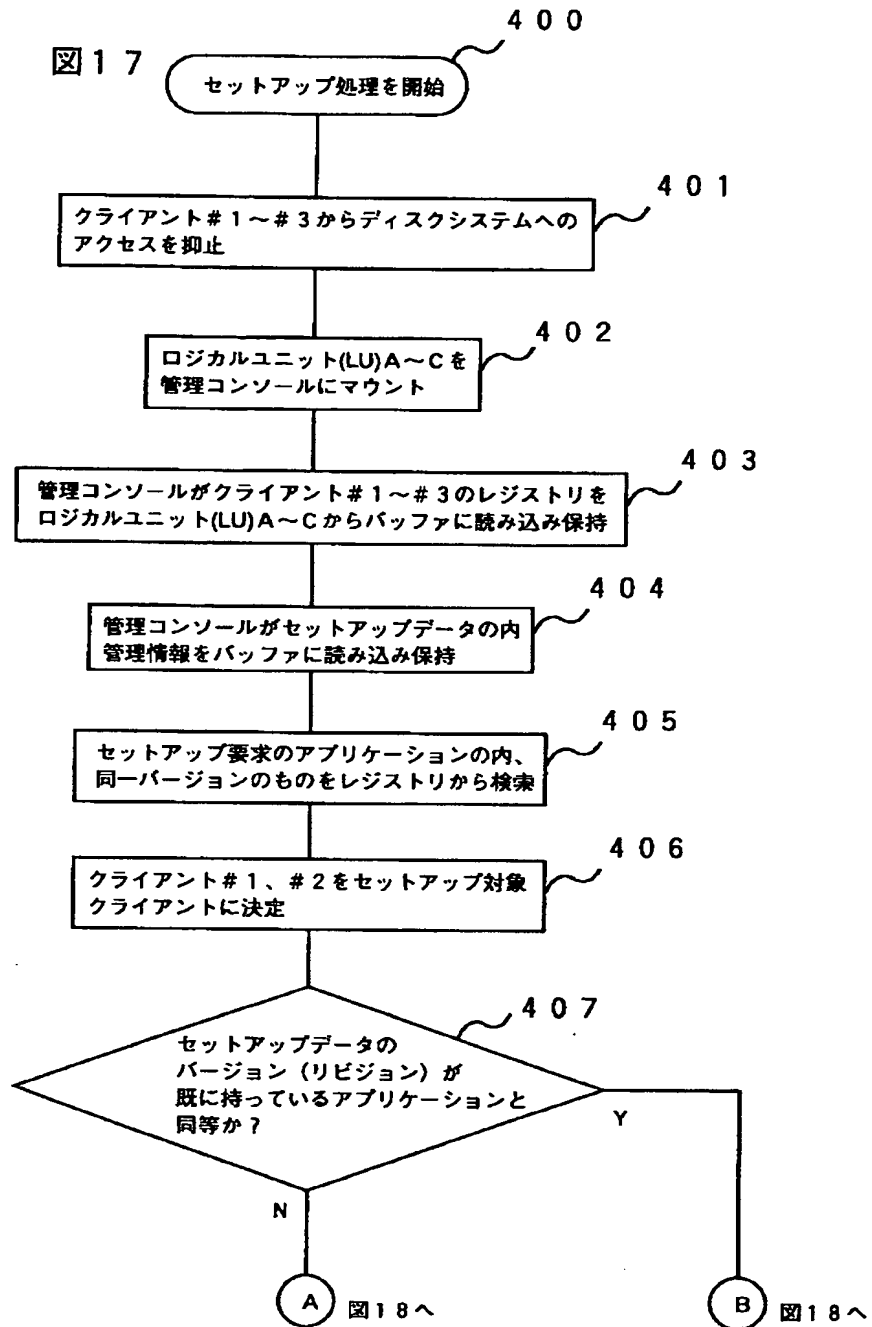 図17
400
セットアップ処理を開始
401
クライアント#1~#3からディスクシステムへの
アクセスを抑止
402
ロジカルユニット(LU)A~Cを
管理コンソールにマウント
403
管理コンソールがクライアント#1~#3のレジストリを
ロジカルユニット(LU)A~Cからバッファに読み込み保持
404
管理コンソールがセットアップデータの内
管理情報をバッファに読み込み保持
405
セットアップ要求のアプリケーションの内、
同一バージョンのものをレジストリから検索
406
クライアント#1、#2をセットアップ対象
クライアントに決定
407
セットアップデータの
バージョン(リビジョン)が
既に持っているアプリケーションと
同等か?
Y
N
A 図18へ
B 図18へ